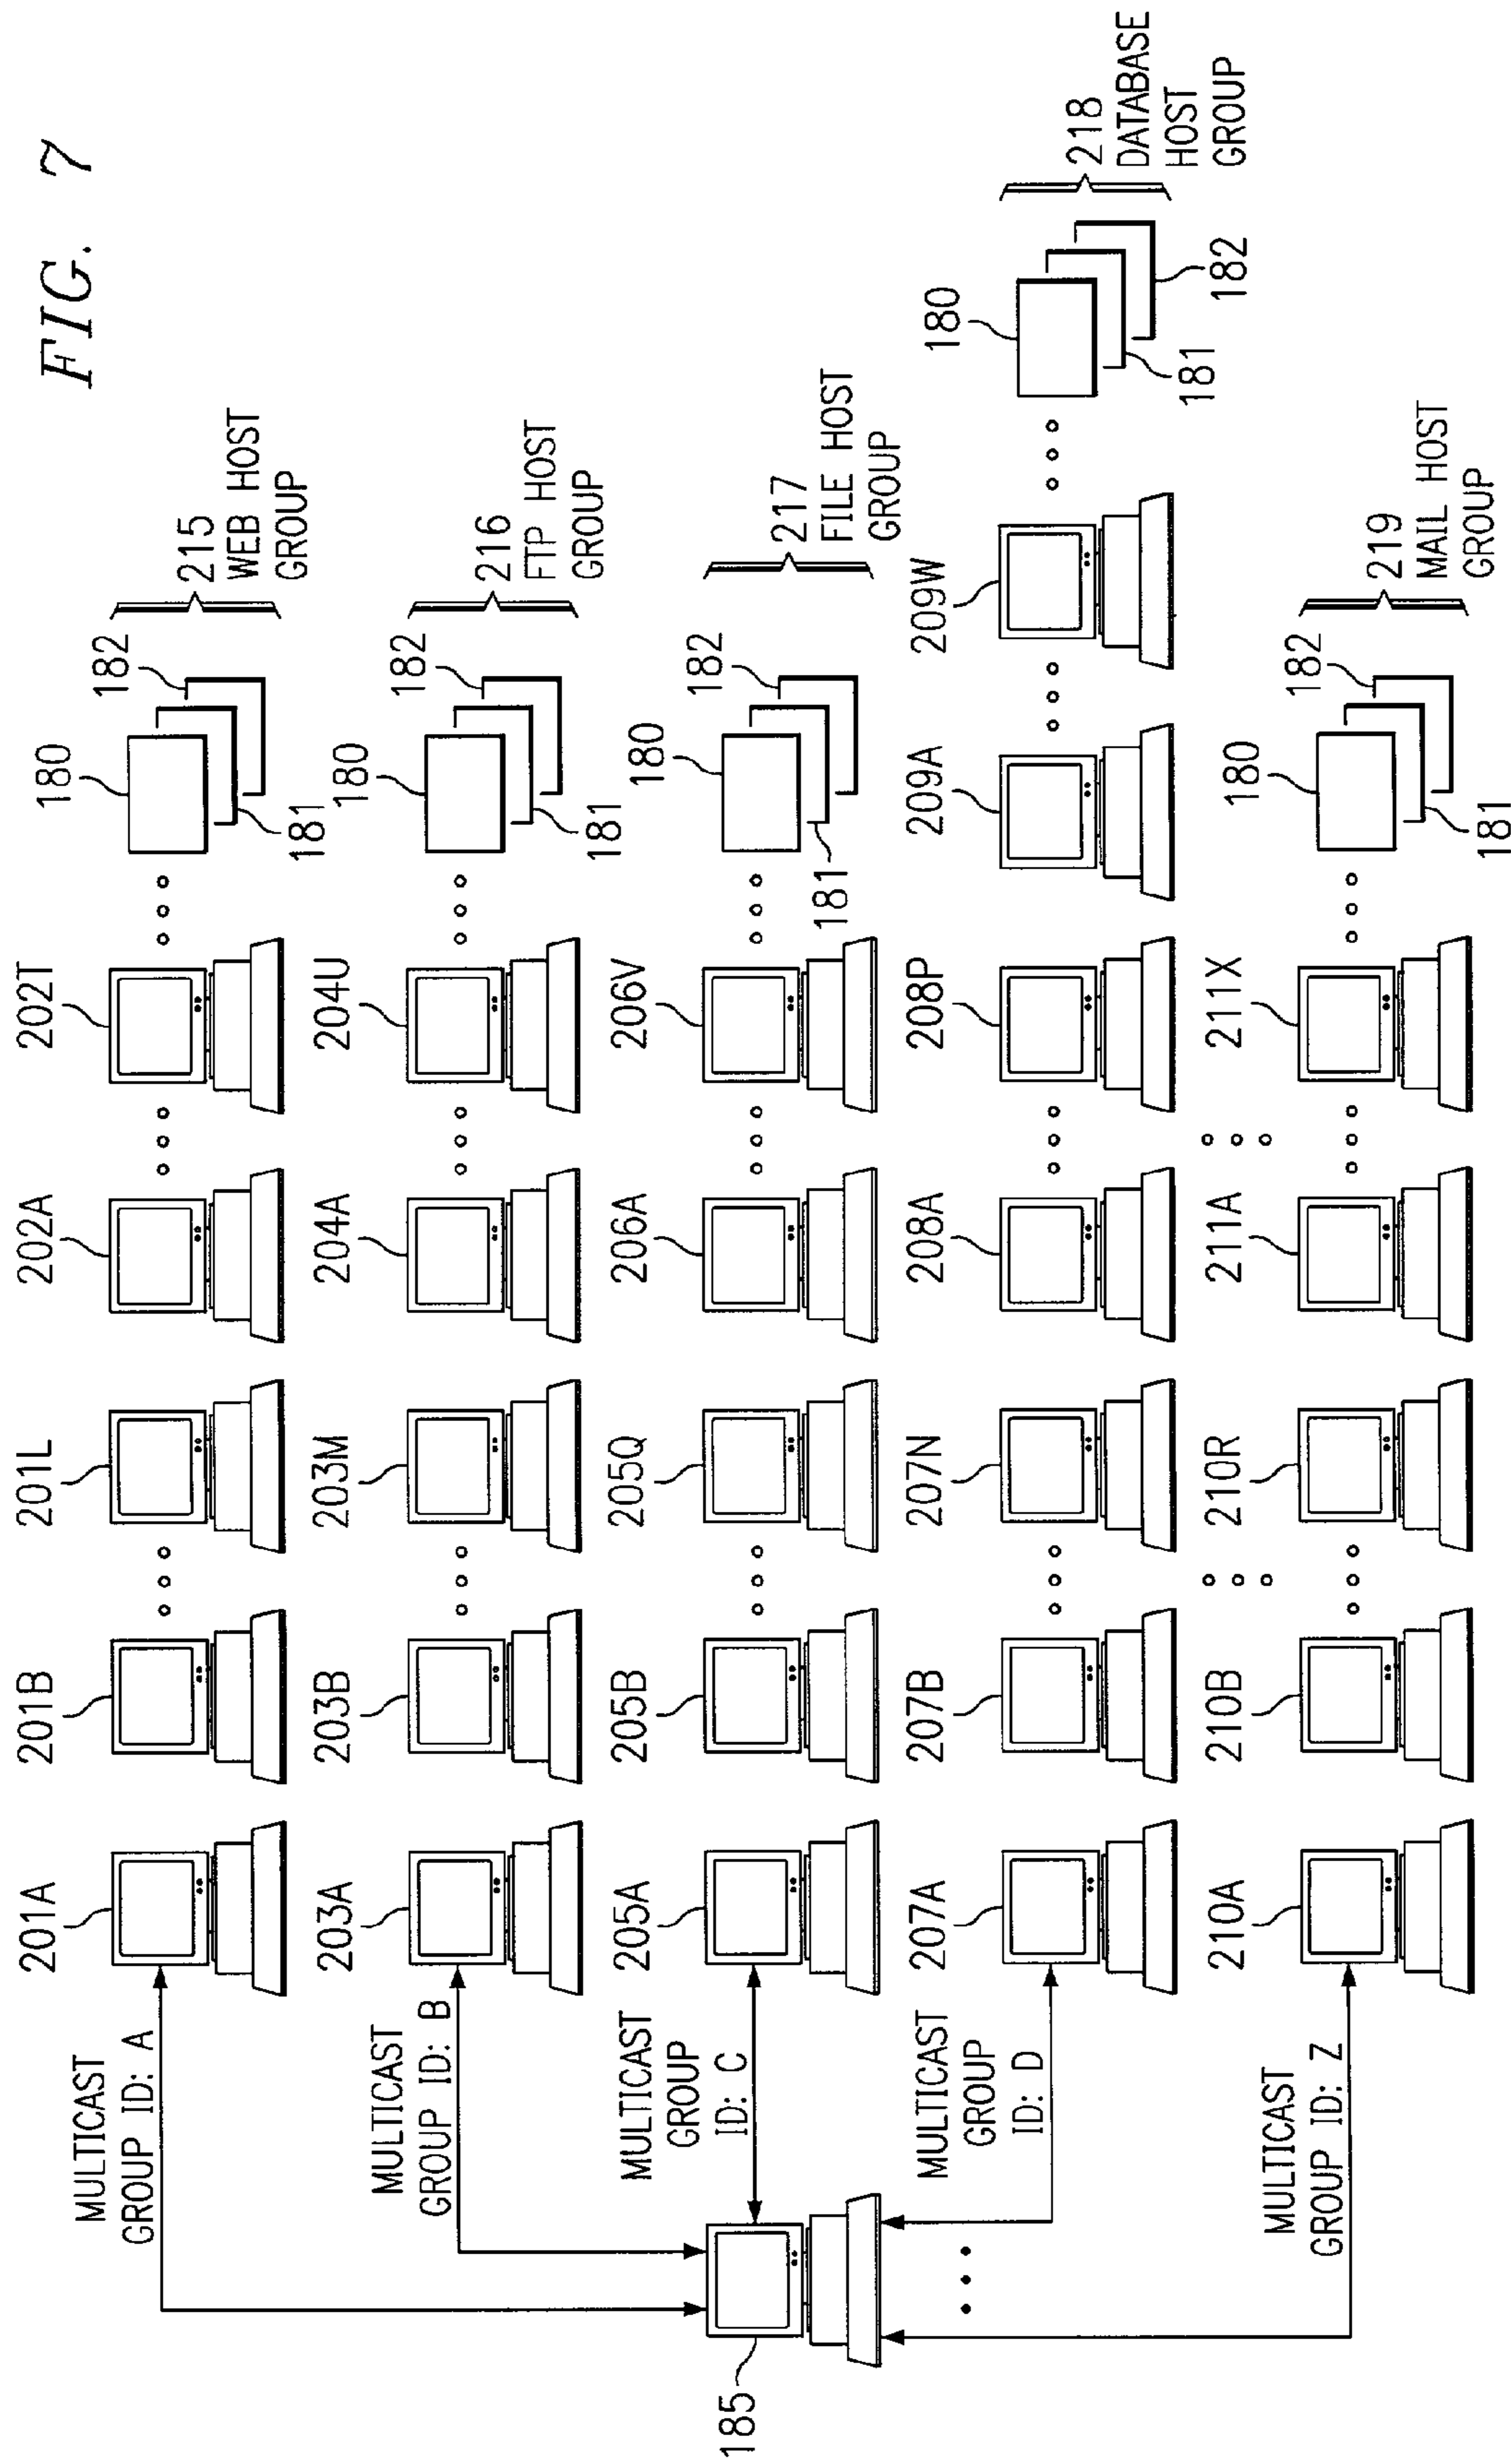 FIG. 7
201A
201B
201L
202A
202T
180
181
182
215
WEB HOST
GROUP
MULTICAST
GROUP ID: A
203A
203B
203M
204A
204U
180
181
182
216
FTP HOST
GROUP
MULTICAST
GROUP ID: B
205A
205B
205Q
206A
206V
180
181
182
217
FILE HOST
GROUP
MULTICAST
GROUP
ID: C
185
207A
207B
207N
208A
208P
209A
209W
180
181
182
218
DATABASE
HOST
GROUP
MULTICAST
GROUP
ID: D
210A
210B
210R
211A
211X
180
181
182
219
MAIL HOST
GROUP
MULTICAST
GROUP ID: Z